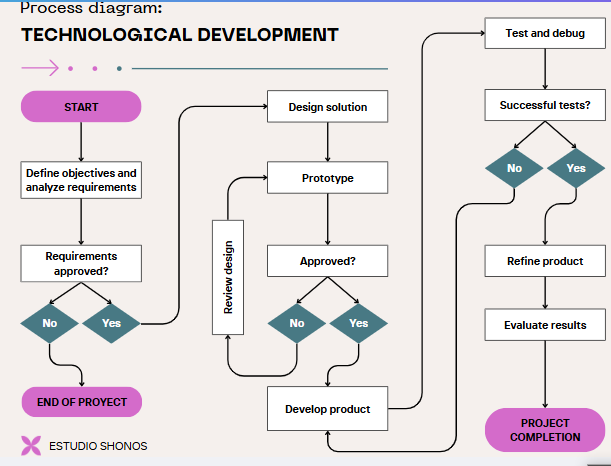 Process diagram:
TECHNOLOGICAL DEVELOPMENT
START
Define objectives and
analyze requirements
Requirements
approved?
No
Yes
END OF PROYECT
Design solution
Prototype
Review design
Approved?
No
Yes
Develop product
Test and debug
Successful tests?
No
Yes
Refine product
Evaluate results
PROJECT
COMPLETION
ESTUDIO SHONOS